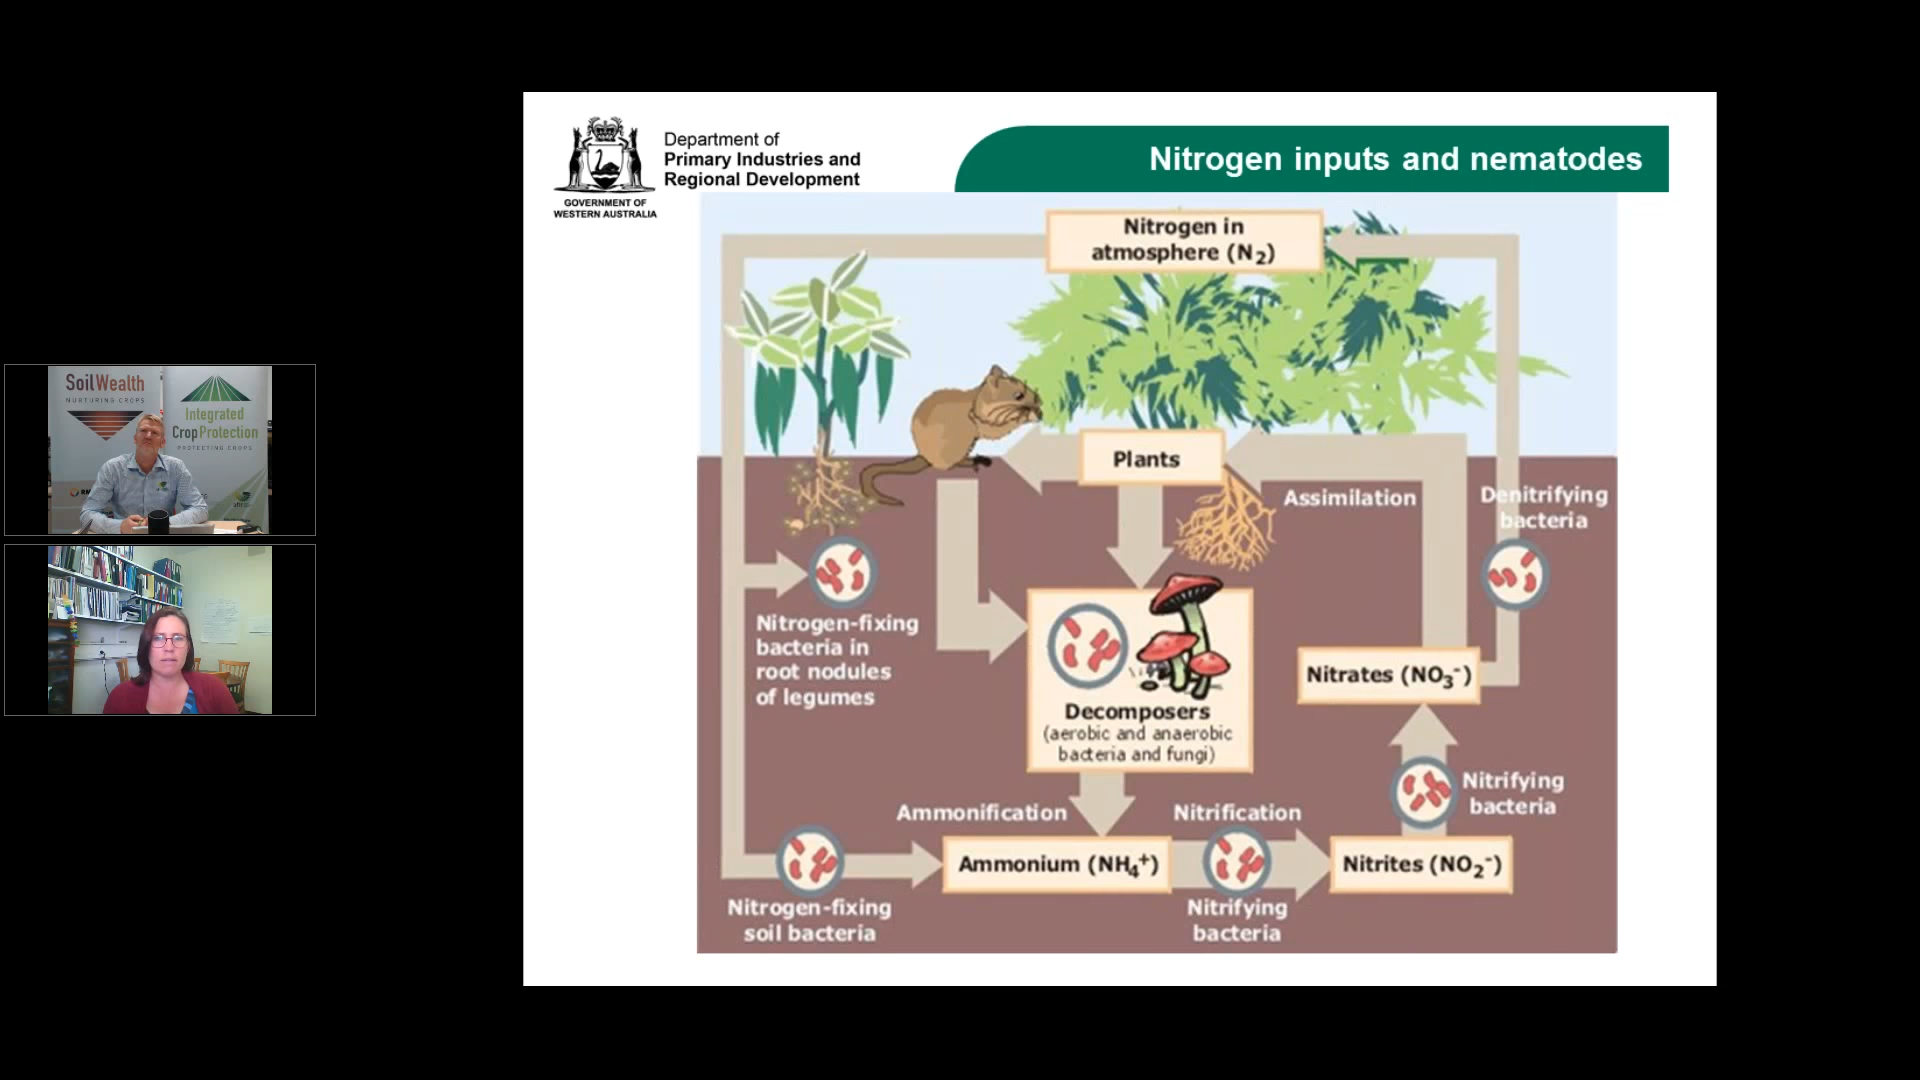 Department of
Primary Industries and
Regional Development
GOVERNMENT OF
WESTERN AUSTRALIA
Nitrogen inputs and nematodes
Nitrogen in
atmosphere (N₂)
Plants
Assimilation
Denitrifying
bacteria
Nitrogen-fixing
bacteria in
root nodules
of legumes
Decomposers
(aerobic and anaerobic
bacteria and fungi)
Nitrates (NO₃⁻)
Nitrifying
bacteria
Ammonification
Nitrification
Ammonium (NH₄⁺)
Nitrites (NO₂⁻)
Nitrogen-fixing
soil bacteria
Nitrifying
bacteria
SoilWealth
NURTURING CROPS
Integrated
CropProtection
PROTECTING CROPS